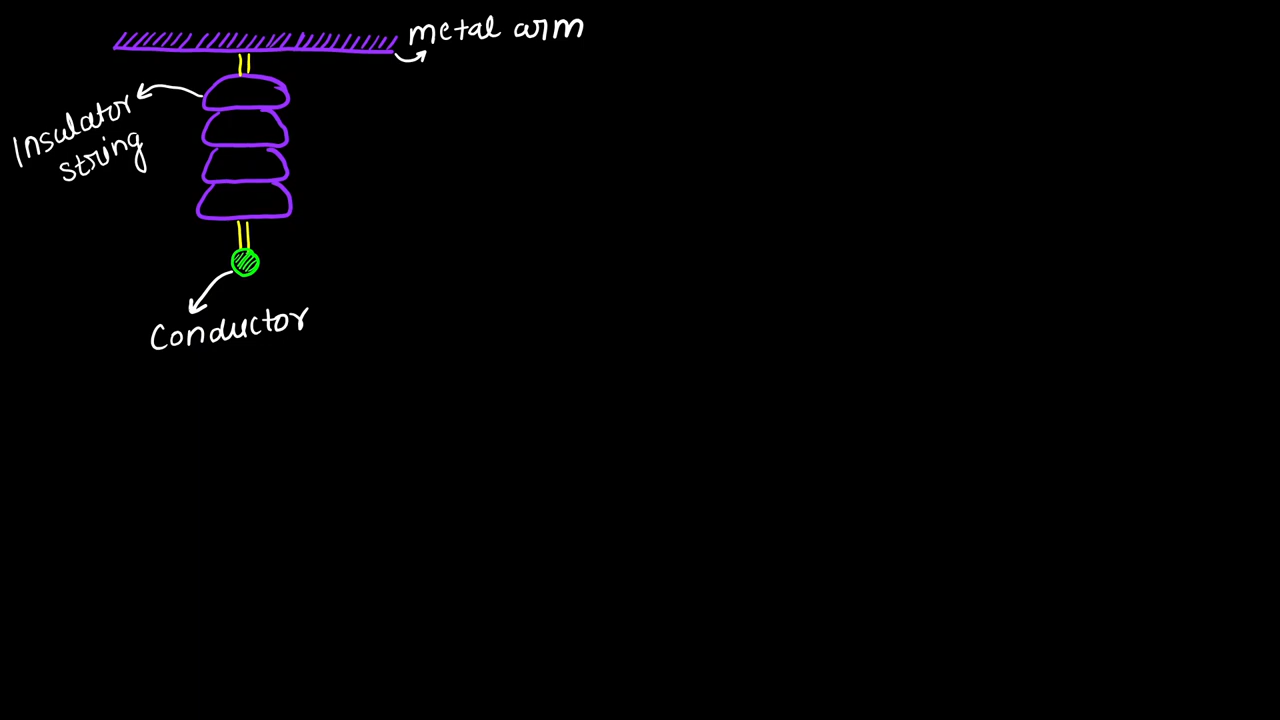 metal arm
Insulator
string
Conductor